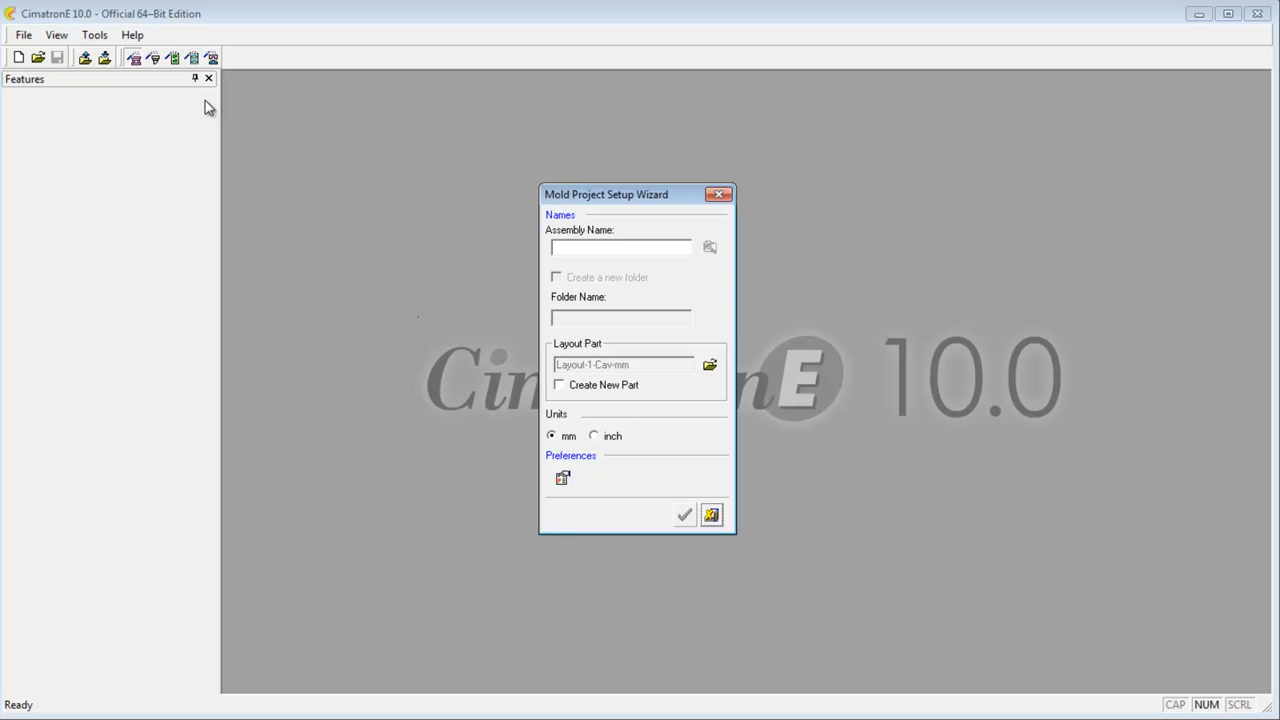 CimatronE 10.0 - Official 64-Bit Edition
File View Tools Help
Features
Mold Project Setup Wizard
Names
Assembly Name:
Create a new folder
Folder Name:
Layout Part
Layout-1-Cav-mm
Create New Part
Units
mm inch
Preferences
E 10.0
Ready CAP NUM SCRL